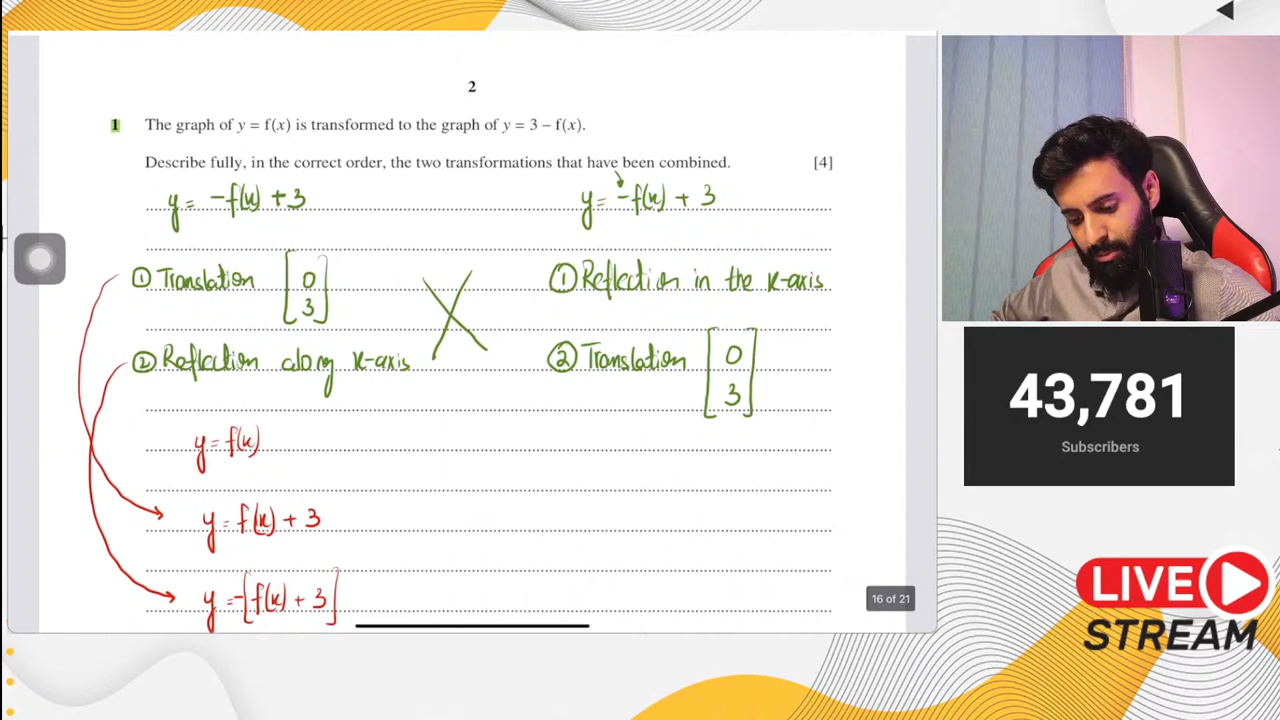 2
1 The graph of y = f(x) is transformed to the graph of y = 3 – f(x).
Describe fully, in the correct order, the two transformations that have been combined. [4]
y = -f(x) + 3
① Translation [0 3]
② Reflection along x-axis
y = f(x)
y = f(x) + 3
y = -[f(x) + 3]
y = -f(x) + 3
① Reflection in the x-axis
② Translation [0 3]
16 of 21
43,781
Subscribers
LIVE
STREAM